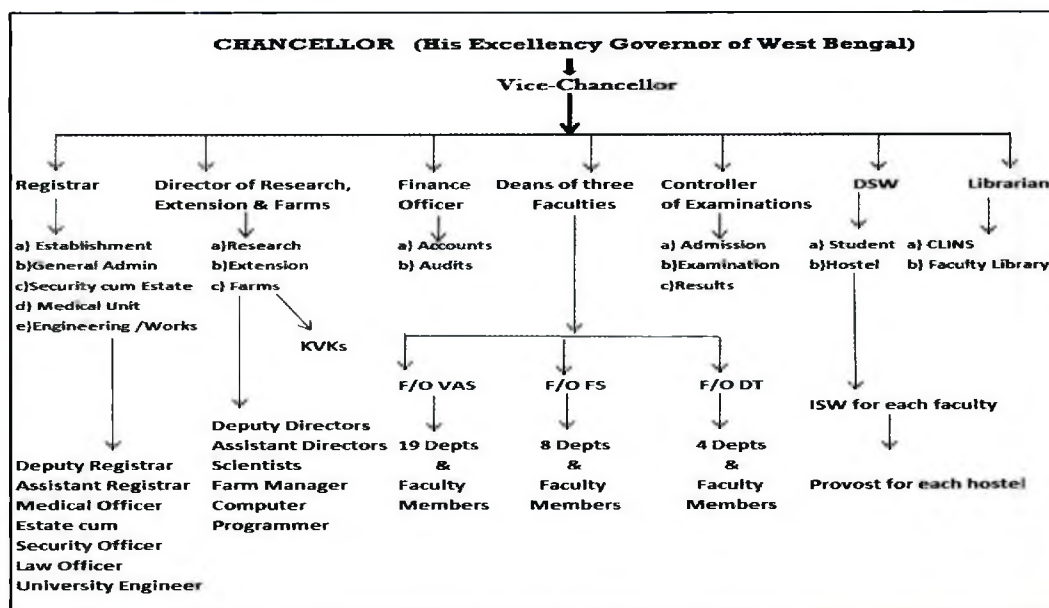 CHANCELLOR (His Excellency Governor of West Bengal)
Vice-Chancellor
Registrar
Director of Research,
Extension & Farms
Finance
Officer
Deans of three
Faculties
Controller
of Examinations
DSW
Librarian
a) Establishment
b)General Admin
c)Security cum Estate
d) Medical Unit
e)Engineering /Works
a)Research
b)Extension
c) Farms
KVKs
a) Accounts
b) Audits
a) Admission
b)Examination
c)Results
a) Student
b)Hostel
a) CLINS
b) Faculty Library
F/O VAS
F/O FS
F/O DT
ISW for each faculty
Deputy Registrar
Assistant Registrar
Medical Officer
Estate cum
Security Officer
Law Officer
University Engineer
Deputy Directors
Assistant Directors
Scientists
Farm Manager
Computer
Programmer
19 Depts
&
Faculty
Members
8 Depts
&
Faculty
Members
4 Depts
&
Faculty
Members
Provost for each hostel